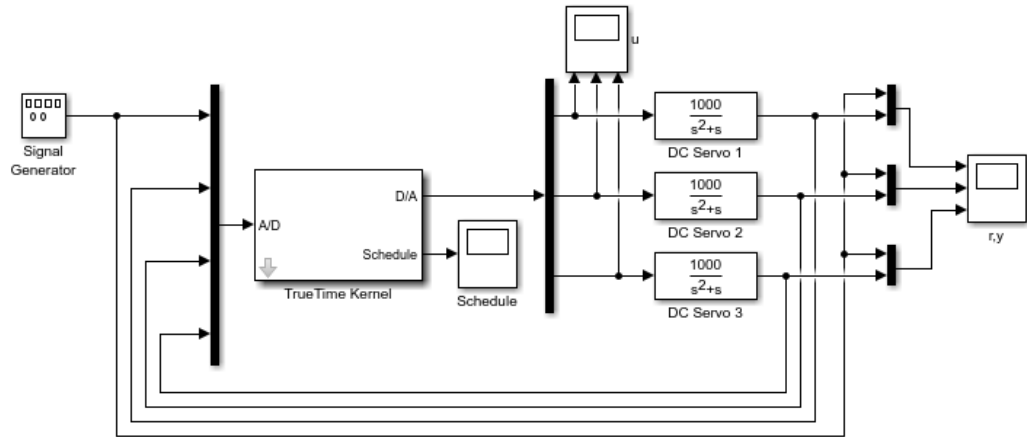 u
Signal
Generator
A/D
D/A
Schedule
TrueTime Kernel
Schedule
1000
s²+s
DC Servo 1
1000
s²+s
DC Servo 2
1000
s²+s
DC Servo 3
r,y